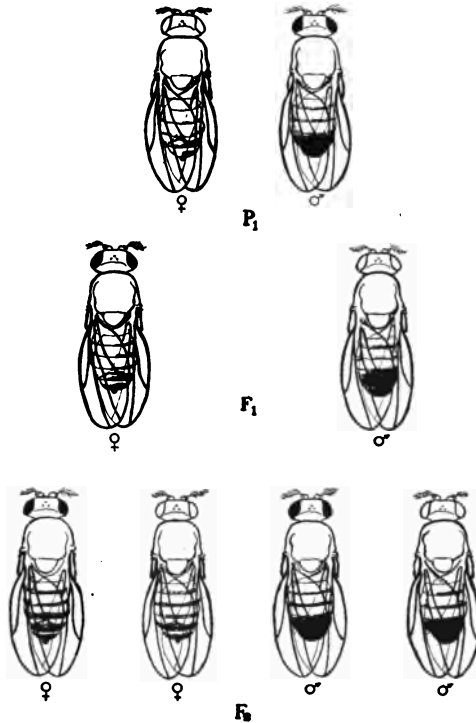 ♀ ♂
P₁
♀ F₁ ♂
♀ ♀ ♂ ♂
F₂